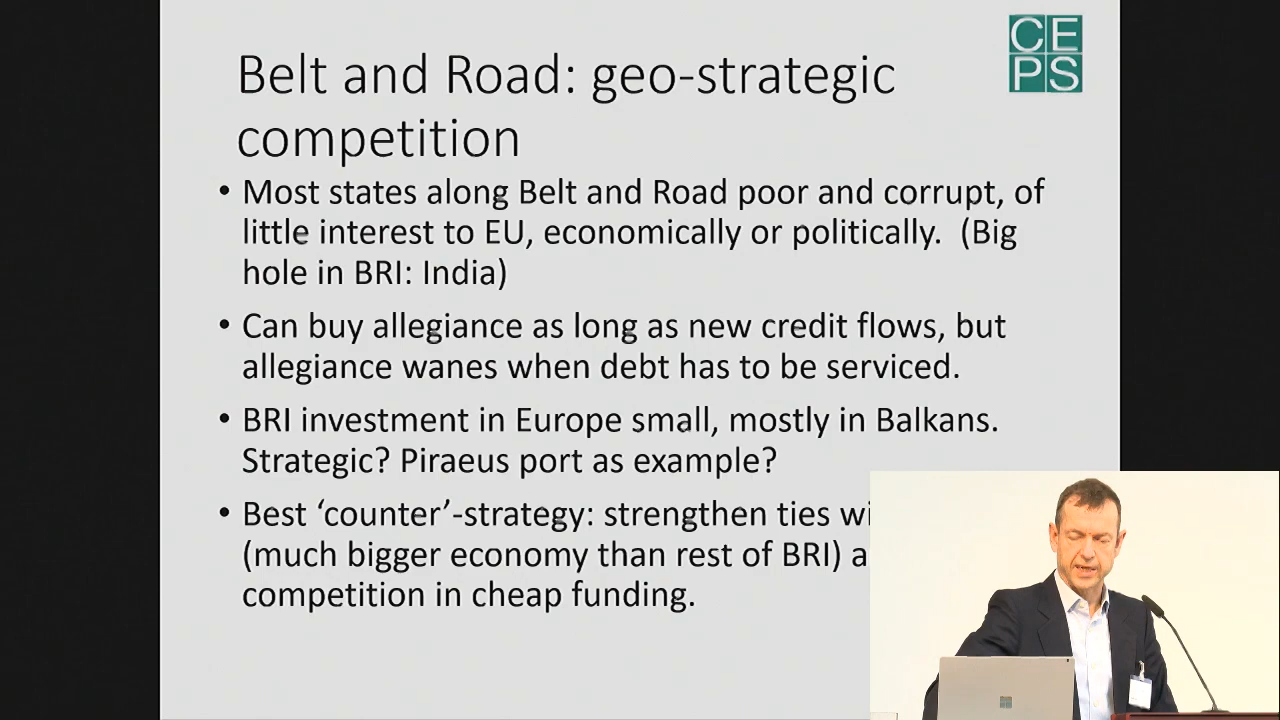 CE
PS
Belt and Road: geo-strategic
competition
• Most states along Belt and Road poor and corrupt, of
little interest to EU, economically or politically.  (Big
hole in BRI: India)
• Can buy allegiance as long as new credit flows, but
allegiance wanes when debt has to be serviced.
• BRI investment in Europe small, mostly in Balkans.
Strategic? Piraeus port as example?
• Best ‘counter’-strategy: strengthen ties
(much bigger economy than rest of BRI)
competition in cheap funding.